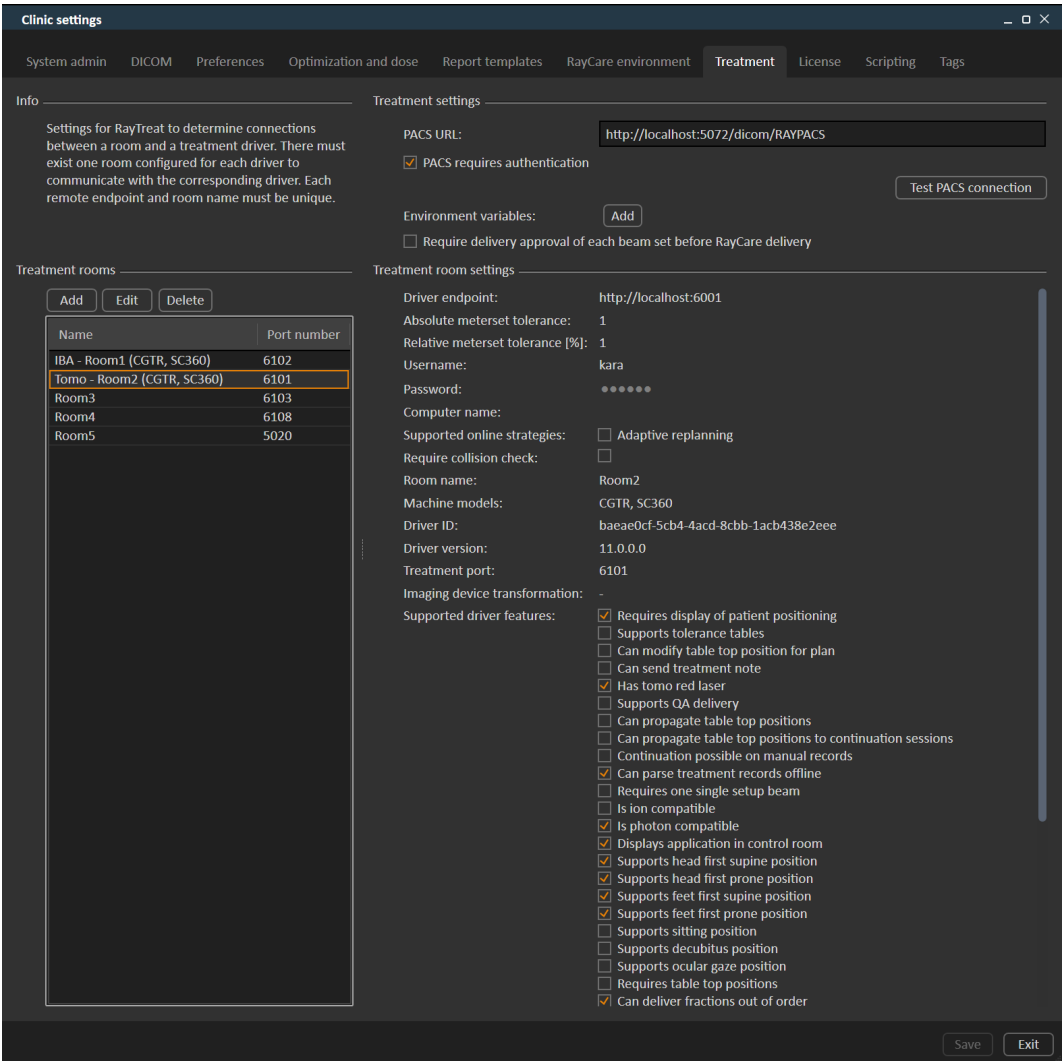 Clinic settings
System admin DICOM Preferences Optimization and dose Report templates RayCare environment Treatment License Scripting Tags
Info
Settings for RayTreat to determine connections
between a room and a treatment driver. There must
exist one room configured for each driver to
communicate with the corresponding driver. Each
remote endpoint and room name must be unique.
Treatment settings
PACS URL: http://localhost:5072/dicom/RAYPACS
PACS requires authentication
Test PACS connection
Environment variables: Add
Require delivery approval of each beam set before RayCare delivery
Treatment rooms
Add Edit Delete
Name Port number
IBA - Room1 (CGTR, SC360) 6102
Tomo - Room2 (CGTR, SC360) 6101
Room3 6103
Room4 6108
Room5 5020
Treatment room settings
Driver endpoint: http://localhost:6001
Absolute meterset tolerance: 1
Relative meterset tolerance [%]: 1
Username: kara
Password: ●●●●●●
Computer name:
Supported online strategies: Adaptive replanning
Require collision check:
Room name: Room2
Machine models: CGTR, SC360
Driver ID: baeae0cf-5cb4-4acd-8cbb-1acb438e2eee
Driver version: 11.0.0.0
Treatment port: 6101
Imaging device transformation: -
Supported driver features: Requires display of patient positioning
Supports tolerance tables
Can modify table top position for plan
Can send treatment note
Has tomo red laser
Supports QA delivery
Can propagate table top positions
Can propagate table top positions to continuation sessions
Continuation possible on manual records
Can parse treatment records offline
Requires one single setup beam
Is ion compatible
Is photon compatible
Displays application in control room
Supports head first supine position
Supports head first prone position
Supports feet first supine position
Supports feet first prone position
Supports sitting position
Supports decubitus position
Supports ocular gaze position
Requires table top positions
Can deliver fractions out of order
Save Exit